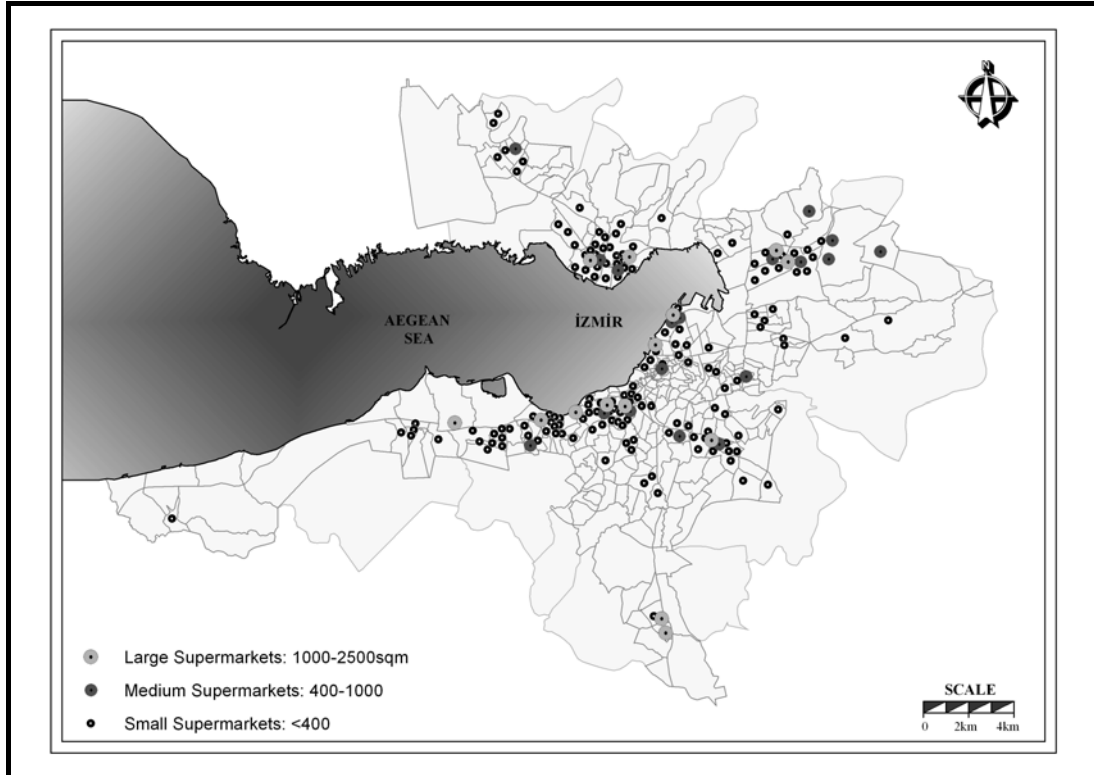 N
AEGEAN
SEA
İZMİR
Large Supermarkets: 1000-2500sqm
Medium Supermarkets: 400-1000
Small Supermarkets: <400
SCALE
0 2km 4km